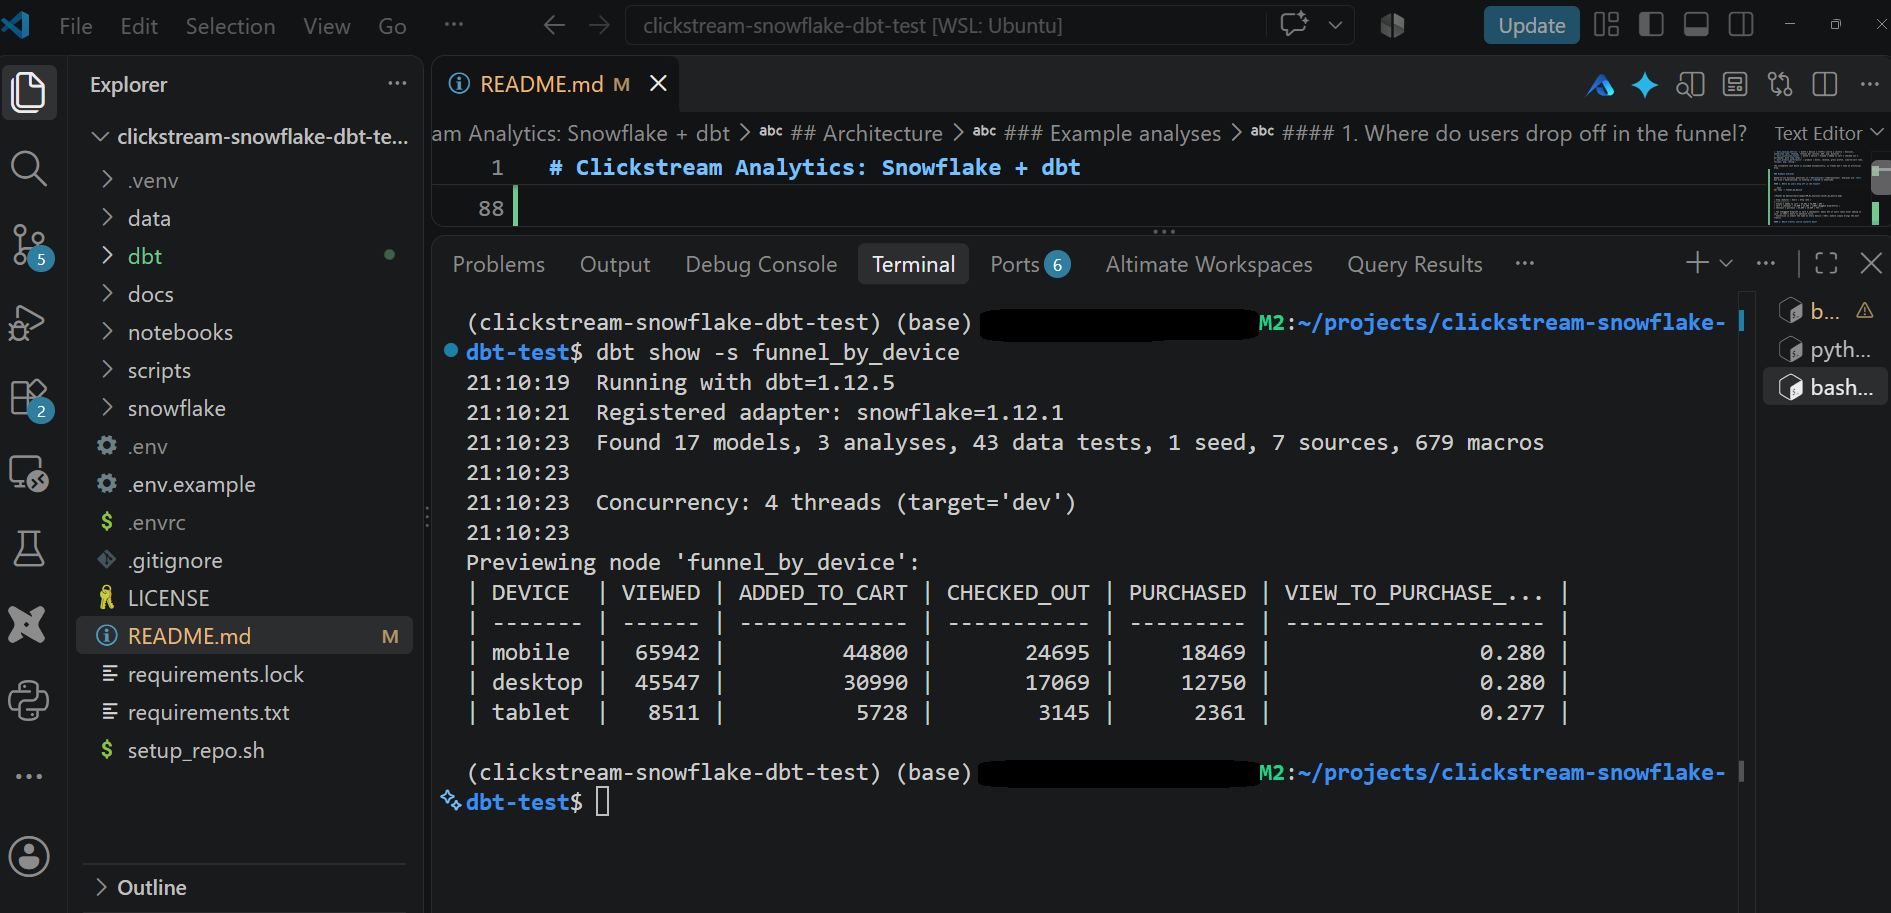 File Edit Selection View Go ... clickstream-snowflake-dbt-test [WSL: Ubuntu] Update
Explorer ...
clickstream-snowflake-dbt-te...
.venv
data
dbt
docs
notebooks
scripts
snowflake
.env
.env.example
$ .envrc
.gitignore
LICENSE
README.md M
requirements.lock
requirements.txt
$ setup_repo.sh
Outline
5
2
README.md M
am Analytics: Snowflake + dbt > abc ## Architecture > abc ### Example analyses > abc #### 1. Where do users drop off in the funnel? Text Editor
1 # Clickstream Analytics: Snowflake + dbt
88
Problems Output Debug Console Terminal Ports 6 Altimate Workspaces Query Results ...
(clickstream-snowflake-dbt-test) (base) M2:~/projects/clickstream-snowflake-
dbt-test$ dbt show -s funnel_by_device
21:10:19  Running with dbt=1.12.5
21:10:21  Registered adapter: snowflake=1.12.1
21:10:23  Found 17 models, 3 analyses, 43 data tests, 1 seed, 7 sources, 679 macros
21:10:23
21:10:23  Concurrency: 4 threads (target='dev')
21:10:23
Previewing node 'funnel_by_device':
| DEVICE  | VIEWED | ADDED_TO_CART | CHECKED_OUT | PURCHASED | VIEW_TO_PURCHASE_... |
| ------- | ------ | ------------- | ----------- | --------- | -------------------- |
| mobile  |  65942 |         44800 |       24695 |     18469 |                0.280 |
| desktop |  45547 |         30990 |       17069 |     12750 |                0.280 |
| tablet  |   8511 |          5728 |        3145 |      2361 |                0.277 |
(clickstream-snowflake-dbt-test) (base) M2:~/projects/clickstream-snowflake-
dbt-test$
b...
pyth...
bash...